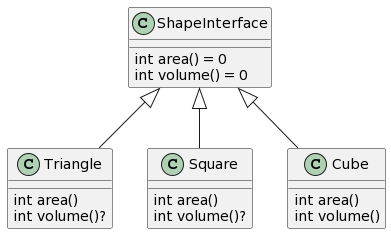 C ShapeInterface
int area() = 0
int volume() = 0
C Triangle
int area()
int volume()?
C Square
int area()
int volume()?
C Cube
int area()
int volume()